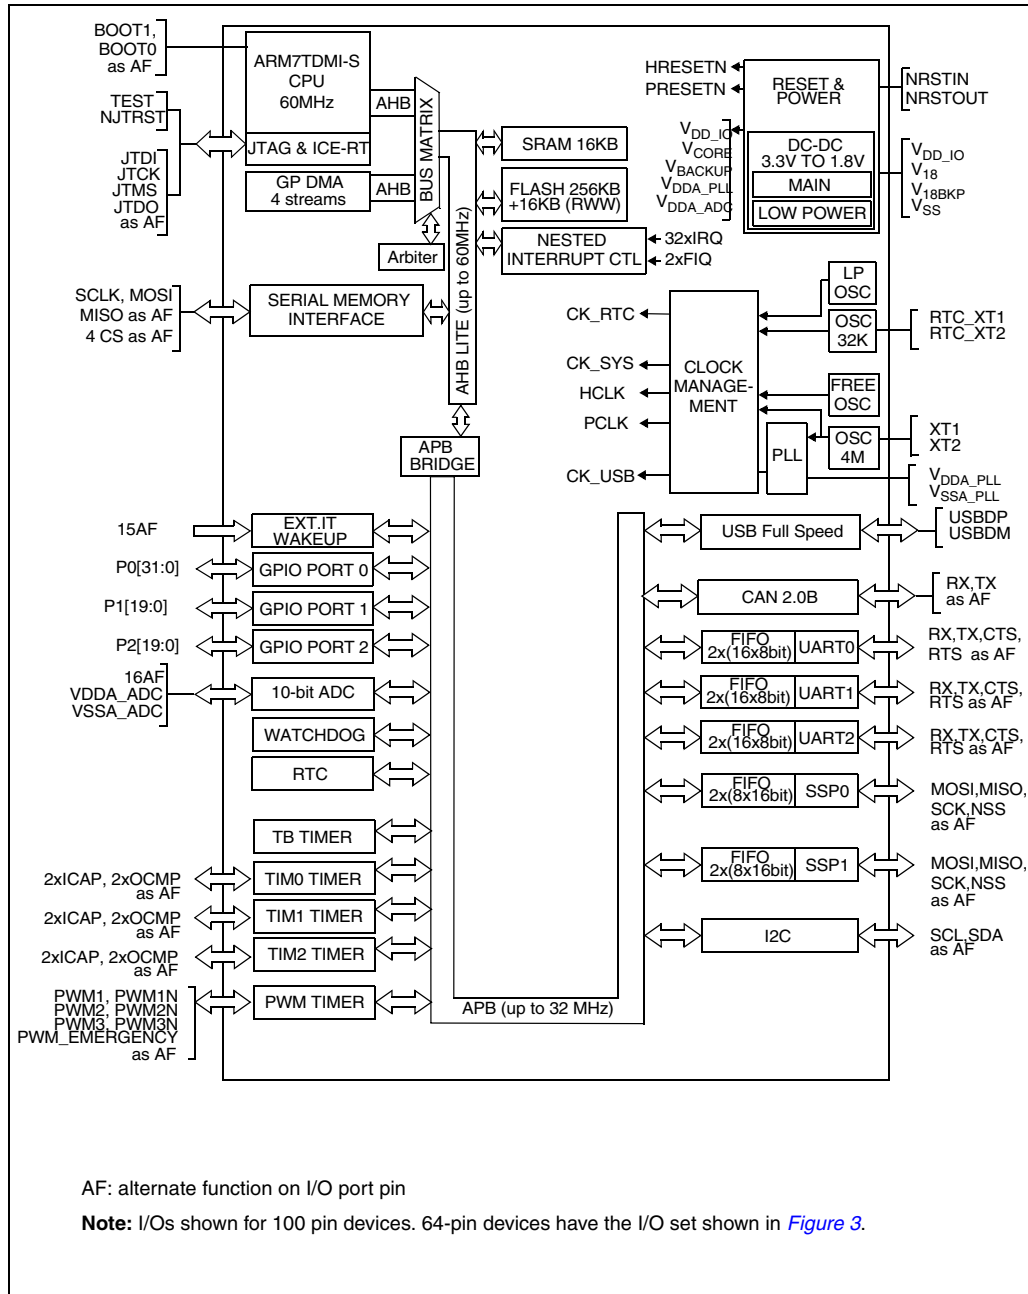 BOOT1,
BOOT0
as AF
TEST
NJTRST
JTDI
JTCK
JTMS
JTDO
as AF
ARM7TDMI-S
CPU
60MHz
JTAG & ICE-RT
GP DMA
4 streams
AHB
AHB
BUS MATRIX
Arbiter
SRAM 16KB
FLASH 256KB
+16KB (RWW)
NESTED
INTERRUPT CTL
32xIRQ
2xFIQ
AHB LITE (up to 60MHz)
HRESETN
PRESETN
VDD_IO
VCORE
VBACKUP
VDDA_PLL
VDDA_ADC
RESET &
POWER
DC-DC
3.3V TO 1.8V
MAIN
LOW POWER
NRSTIN
NRSTOUT
VDD_IO
V18
V18BKP
VSS
SCLK, MOSI
MISO as AF
4 CS as AF
SERIAL MEMORY
INTERFACE
CK_RTC
CK_SYS
HCLK
PCLK
CK_USB
CLOCK
MANAGE-
MENT
LP
OSC
OSC
32K
FREE
OSC
OSC
4M
PLL
RTC_XT1
RTC_XT2
XT1
XT2
VDDA_PLL
VSSA_PLL
APB
BRIDGE
15AF
EXT.IT
WAKEUP
P0[31:0]
GPIO PORT 0
P1[19:0]
GPIO PORT 1
P2[19:0]
GPIO PORT 2
16AF
VDDA_ADC
VSSA_ADC
10-bit ADC
WATCHDOG
RTC
TB TIMER
2xICAP, 2xOCMP
as AF
TIM0 TIMER
2xICAP, 2xOCMP
as AF
TIM1 TIMER
2xICAP, 2xOCMP
as AF
TIM2 TIMER
PWM1, PWM1N
PWM2, PWM2N
PWM3, PWM3N
PWM_EMERGENCY
as AF
PWM TIMER
APB (up to 32 MHz)
USB Full Speed
USBDP
USBDM
CAN 2.0B
RX,TX
as AF
FIFO
2x(16x8bit)
UART0
RX,TX,CTS,
RTS as AF
FIFO
2x(16x8bit)
UART1
RX,TX,CTS,
RTS as AF
FIFO
2x(16x8bit)
UART2
RX,TX,CTS,
RTS as AF
FIFO
2x(8x16bit)
SSP0
MOSI,MISO,
SCK,NSS
as AF
FIFO
2x(8x16bit)
SSP1
MOSI,MISO,
SCK,NSS
as AF
I2C
SCL,SDA
as AF
AF: alternate function on I/O port pin
Note: I/Os shown for 100 pin devices. 64-pin devices have the I/O set shown in Figure 3.